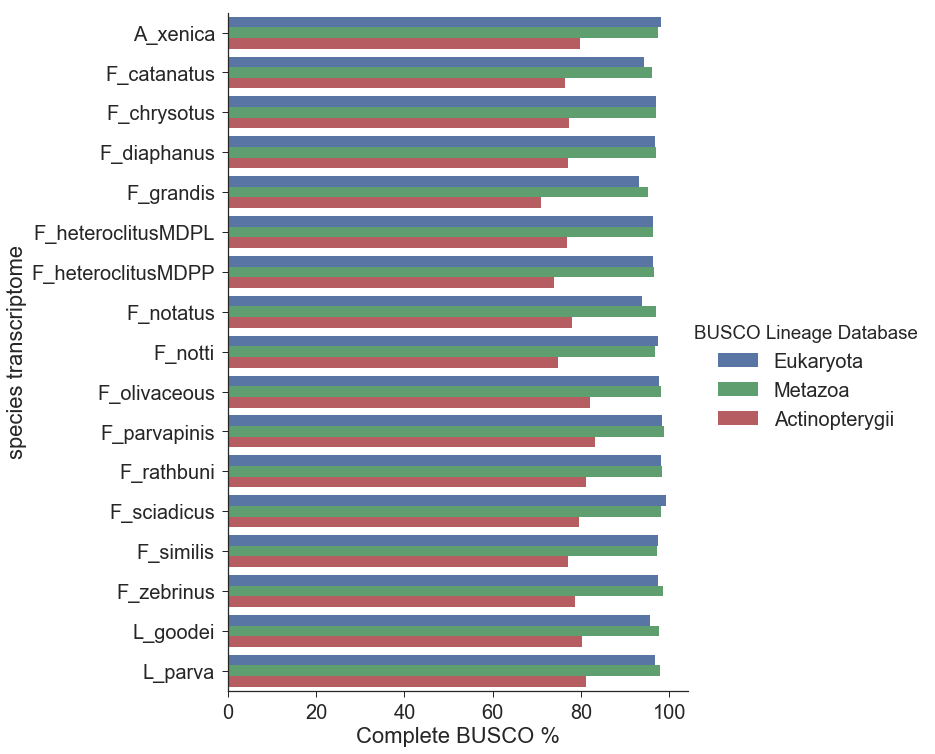 species transcriptome
A_xenica
F_catanatus
F_chrysotus
F_diaphanus
F_grandis
F_heteroclitusMDPL
F_heteroclitusMDPP
F_notatus
F_notti
F_olivaceous
F_parvapinis
F_rathbuni
F_sciadicus
F_similis
F_zebrinus
L_goodei
L_parva
0 20 40 60 80 100
Complete BUSCO %
BUSCO Lineage Database
Eukaryota
Metazoa
Actinopterygii